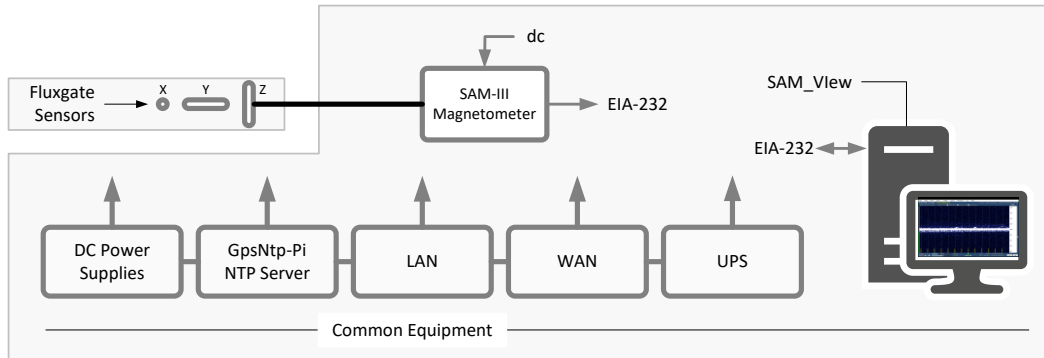 dc
Fluxgate
Sensors
X
Y
Z
SAM-III
Magnetometer
EIA-232
SAM_VIew
EIA-232
DC Power
Supplies
GpsNtp-Pi
NTP Server
LAN
WAN
UPS
Common Equipment